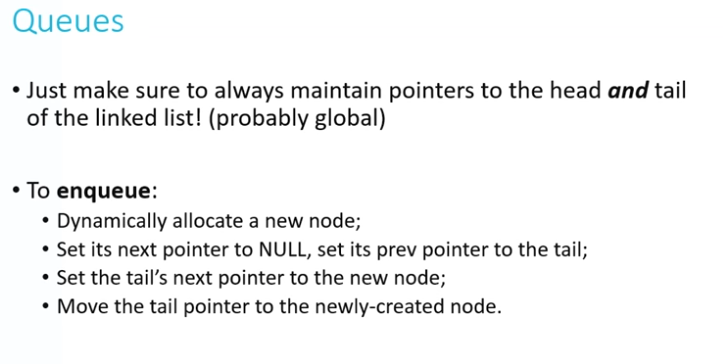 Queues
• Just make sure to always maintain pointers to the head and tail
of the linked list! (probably global)
• To enqueue:
• Dynamically allocate a new node;
• Set its next pointer to NULL, set its prev pointer to the tail;
• Set the tail's next pointer to the new node;
• Move the tail pointer to the newly-created node.